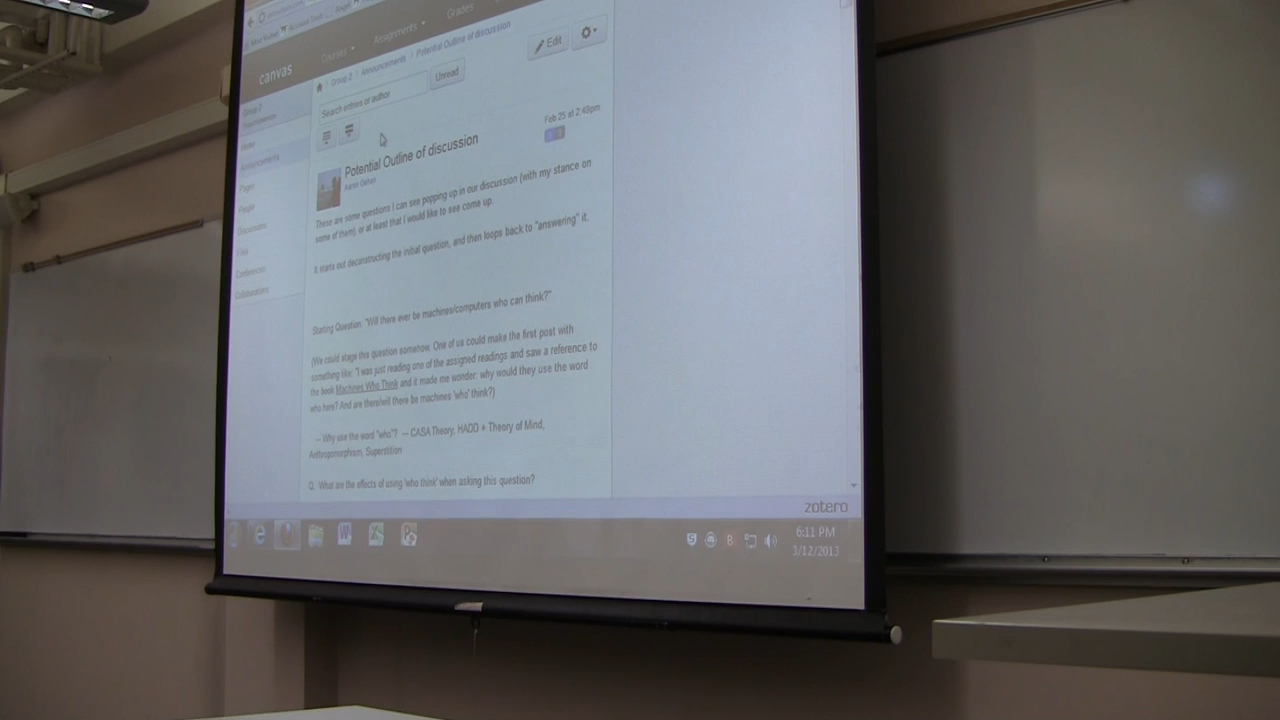 Most Visited
Courses
Assignments
Grades
canvas
Group 2
Announcements
Potential Outline of discussion
Edit
Unread
Search entries or author
Group 2
Home
Announcements
Pages
People
Discussions
Files
Conferences
Collaborations
Potential Outline of discussion
Feb 25 at 2:49pm
These are some questions I can see popping up in our discussion (with my stance on
some of them), or at least that I would like to see come up.
It starts out deconstructing the initial question, and then loops back to "answering" it.
Starting Question: "Will there ever be machines/computers who can think?"
(We could stage this question somehow. One of us could make the first post with
something like: "I was just reading one of the assigned readings and saw a reference to
the book Machines Who Think and it made me wonder: why would they use the word
who here? And are there/will there be machines 'who' think?)
-- Why use the word "who"? -- CASA Theory, HADD + Theory of Mind,
Anthropomorphism, Superstition
Q. What are the effects of using 'who think' when asking this question?
zotero
6:11 PM
3/12/2013